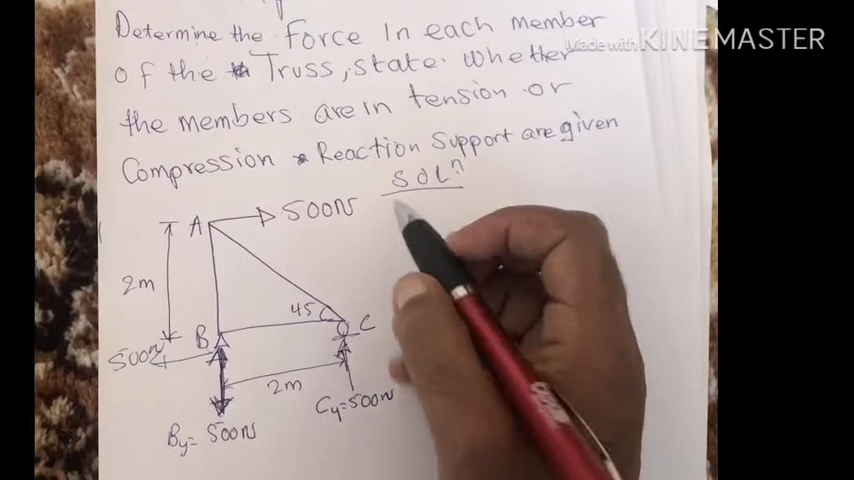 Made with KINEMASTER
Determine the Force In each member
of the Truss, state. Whether
the members are in tension or
Compression Reaction Support are given
SOLn
A 500N
2m
45
B C
500N
2m
Cy=500N
By= 500N